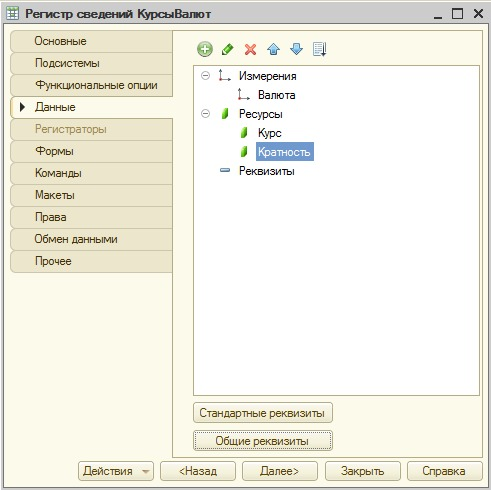 Регистр сведений КурсыВалют
Основные
Подсистемы
Функциональные опции
Данные
Регистраторы
Формы
Команды
Макеты
Права
Обмен данными
Прочее
Измерения
Валюта
Ресурсы
Курс
Кратность
Реквизиты
Стандартные реквизиты
Общие реквизиты
Действия <Назад Далее> Закрыть Справка